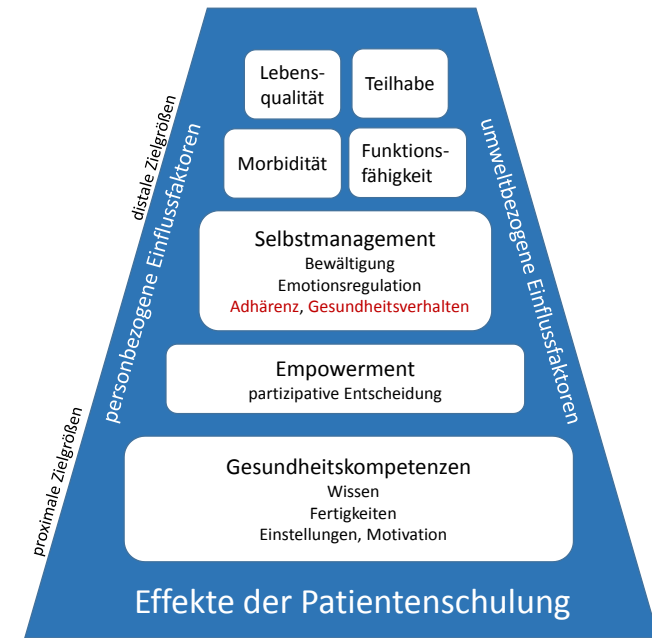 Lebens-
qualität
Teilhabe
Morbidität
Funktions-
fähigkeit
distale Zielgrößen
personbezogene Einflussfaktoren
umweltbezogene Einflussfaktoren
Selbstmanagement
Bewältigung
Emotionsregulation
Adhärenz, Gesundheitsverhalten
Empowerment
partizipative Entscheidung
proximale Zielgrößen
Gesundheitskompetenzen
Wissen
Fertigkeiten
Einstellungen, Motivation
Effekte der Patientenschulung